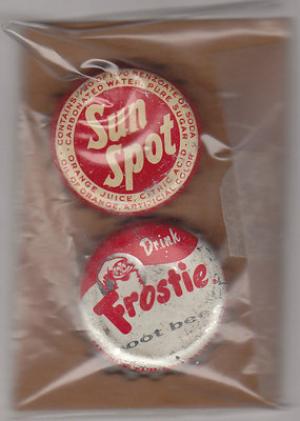 CONTAINS 1/20 OF 1% BENZOATE OF SODA
CARBONATED WATER, PURE SUGAR
Sun
Spot
ORANGE JUICE, CITRIC ACID
OIL OF ORANGE, ARTIFICIAL COLOR
Drink
Frostie
oot bee